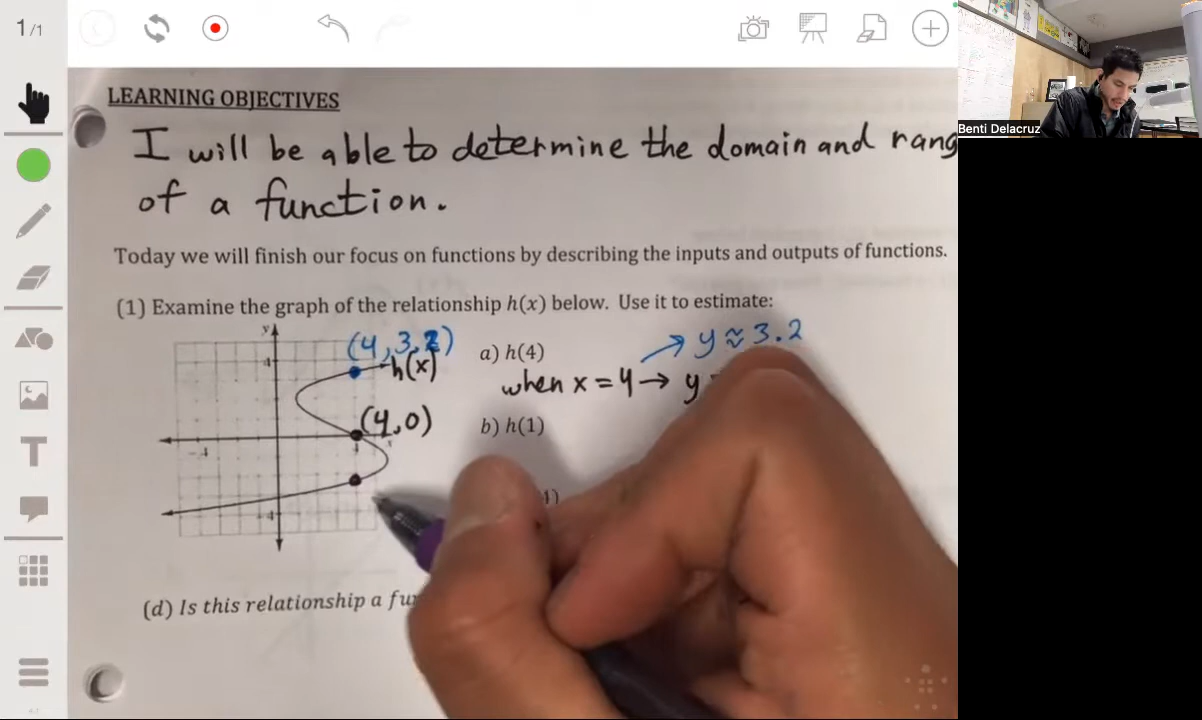 1/1
Benti Delacruz
LEARNING OBJECTIVES
I will be able to determine the domain and rang
of a function.
Today we will finish our focus on functions by describing the inputs and outputs of functions.
(1) Examine the graph of the relationship h(x) below. Use it to estimate:
y
(4,3.2)
h(x)
(4,0)
x
-4
4
-4
a) h(4)
y≈3.2
when x=4→ y
b) h(1)
(d) Is this relationship a fu
T